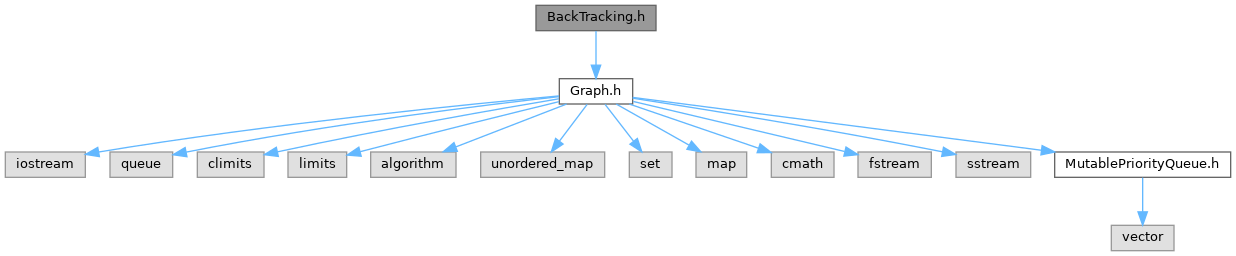 BackTracking.h
Graph.h
iostream
queue
climits
limits
algorithm
unordered_map
set
map
cmath
fstream
sstream
MutablePriorityQueue.h
vector